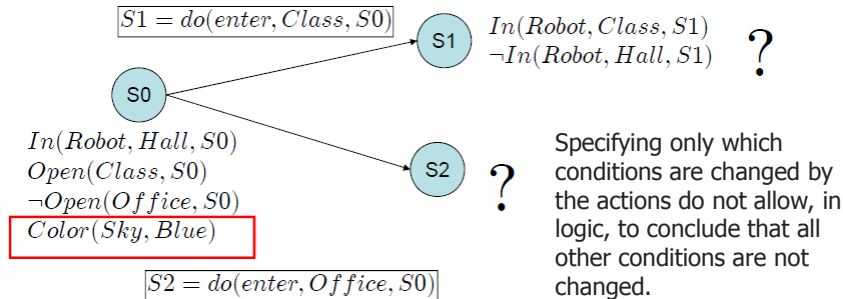 S1 = do(enter, Class, S0)
S1
In(Robot, Class, S1)
¬In(Robot, Hall, S1)
?
S0
In(Robot, Hall, S0)
Open(Class, S0)
¬Open(Office, S0)
Color(Sky, Blue)
S2
?
Specifying only which
conditions are changed by
the actions do not allow, in
logic, to conclude that all
other conditions are not
changed.
S2 = do(enter, Office, S0)